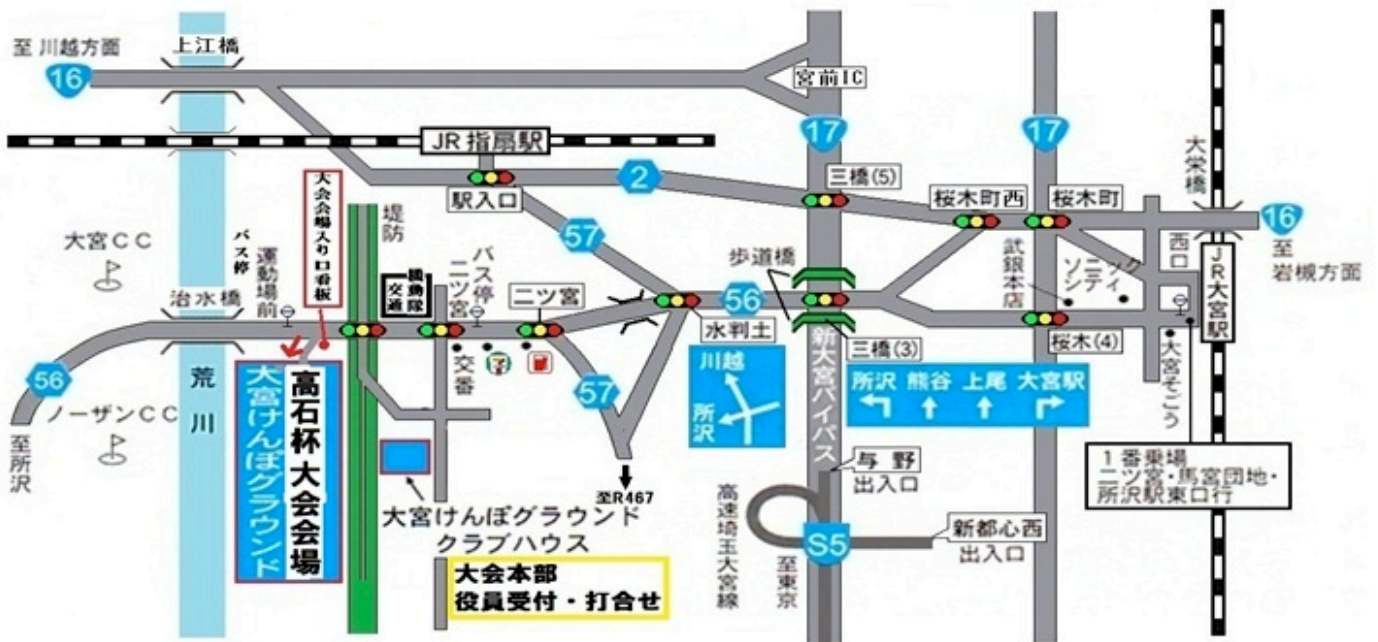 至 川越方面
16
上江橋
宮前IC
JR 指扇駅
17
17
大栄橋
大会会場入り口看板
堤防
駅入口
2
三橋(5)
桜木町西
桜木町
16
至
岩槻方面
大宮CC
バス停
運動場前
57
歩道橋
武銀本店
ソニック
シティ
西口
JR大宮駅
治水橋
機動隊
交通
バス停
二ツ宮
二ツ宮
56
水判土
三橋(3)
桜木(4)
大宮そごう
56
荒川
ノーザンCC
至所沢
高石杯 大会会場
大宮けんぽグラウンド
交番
57
川越
所沢
新大宮バイパス
所沢 熊谷 上尾 大宮駅
至R467
大宮けんぽグラウンド
クラブハウス
大会本部
役員受付・打合せ
与野
出入口
高速埼玉大宮線
S5
至東京
新都心西
出入口
1番乗場
二ツ宮・馬宮団地・
所沢駅東口行